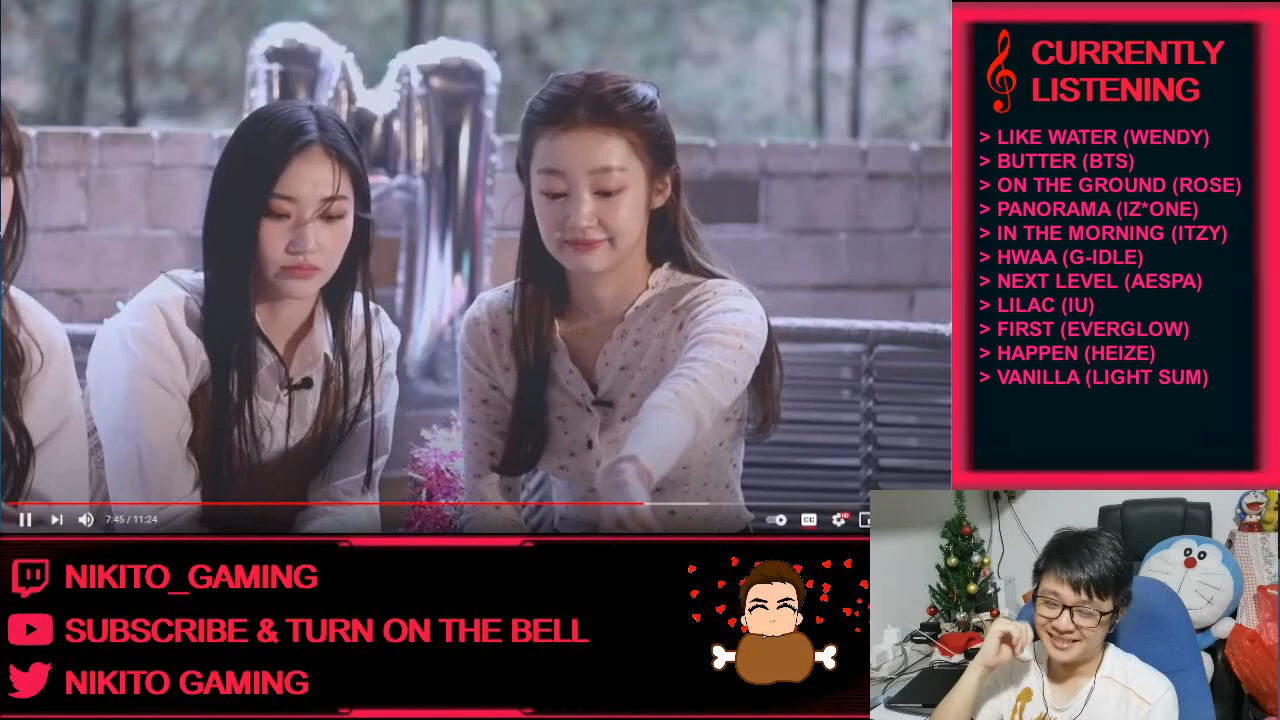 CURRENTLY
LISTENING
> LIKE WATER (WENDY)
> BUTTER (BTS)
> ON THE GROUND (ROSE)
> PANORAMA (IZ*ONE)
> IN THE MORNING (ITZY)
> HWAA (G-IDLE)
> NEXT LEVEL (AESPA)
> LILAC (IU)
> FIRST (EVERGLOW)
> HAPPEN (HEIZE)
> VANILLA (LIGHT SUM)
7:45 / 11:24
CC
HD
NIKITO_GAMING
SUBSCRIBE & TURN ON THE BELL
NIKITO GAMING